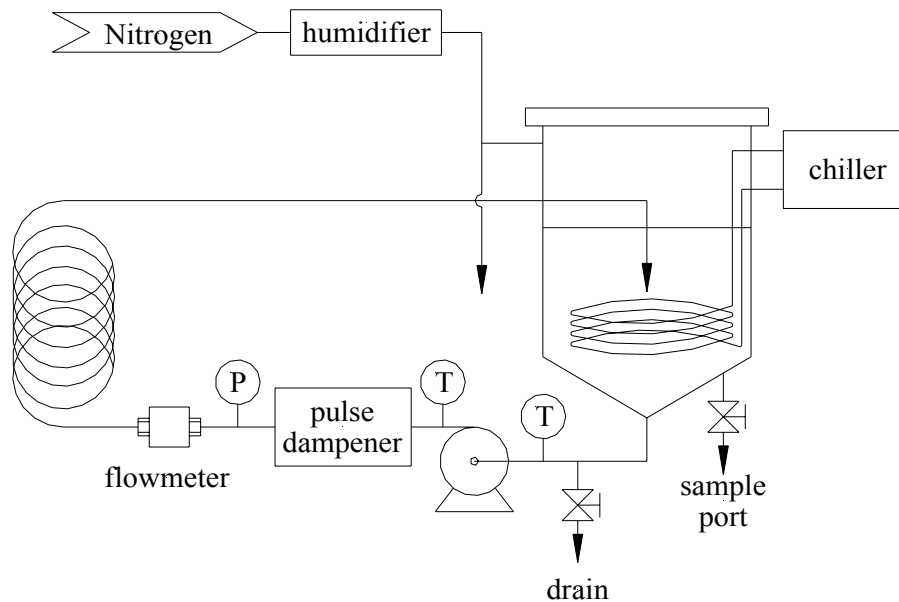 Nitrogen
humidifier
chiller
P
T
T
pulse
dampener
flowmeter
sample
port
drain